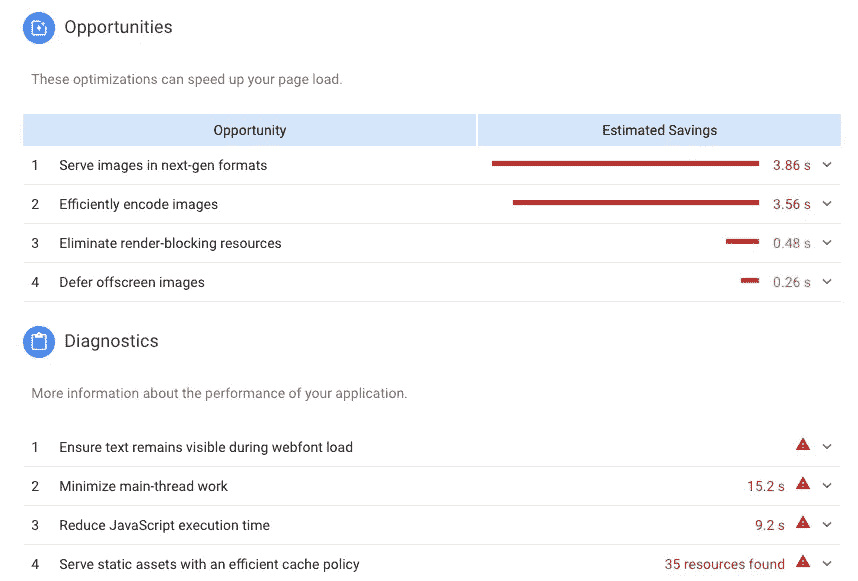 Opportunities
These optimizations can speed up your page load.
Opportunity Estimated Savings
1 Serve images in next-gen formats 3.86 s
2 Efficiently encode images 3.56 s
3 Eliminate render-blocking resources 0.48 s
4 Defer offscreen images 0.26 s
Diagnostics
More information about the performance of your application.
1 Ensure text remains visible during webfont load
2 Minimize main-thread work 15.2 s
3 Reduce JavaScript execution time 9.2 s
4 Serve static assets with an efficient cache policy 35 resources found